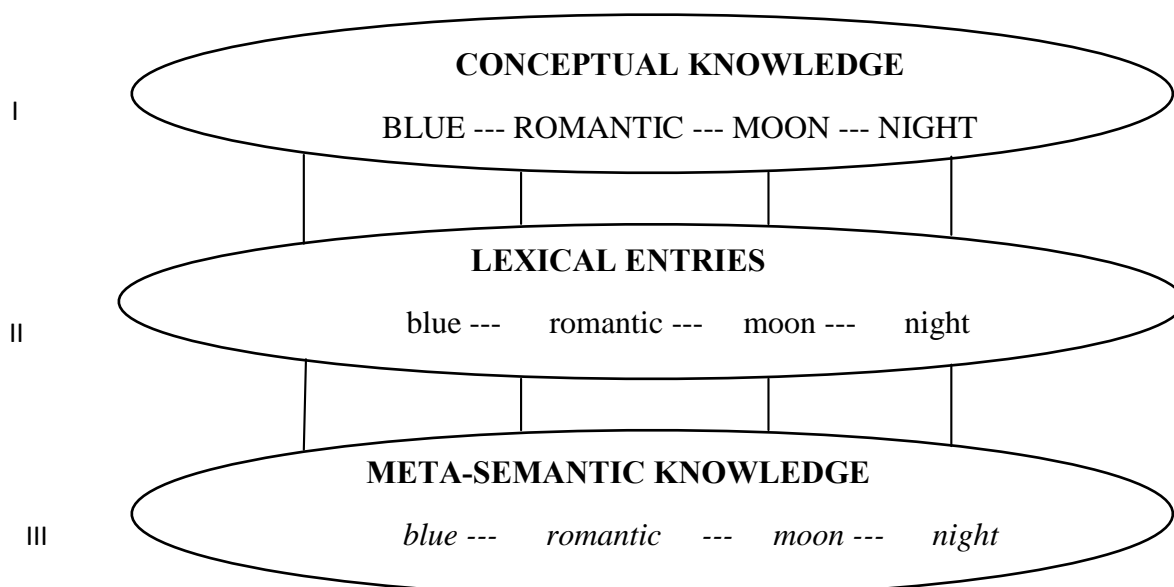 CONCEPTUAL KNOWLEDGE
I
BLUE --- ROMANTIC --- MOON --- NIGHT
LEXICAL ENTRIES
II
blue --- romantic --- moon --- night
META-SEMANTIC KNOWLEDGE
III
blue --- romantic --- moon --- night